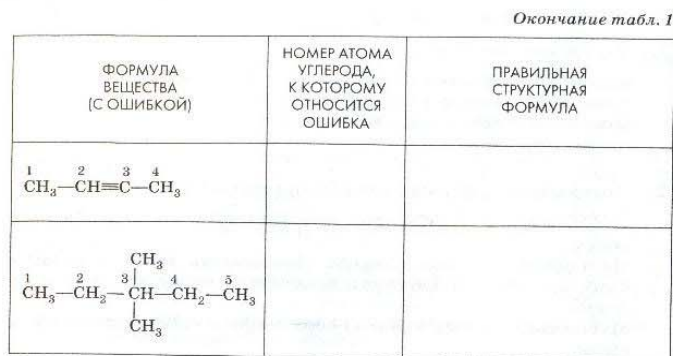 Окончание табл. 1
ФОРМУЛА
ВЕЩЕСТВА
(С ОШИБКОЙ)
НОМЕР АТОМА
УГЛЕРОДА,
К КОТОРОМУ
ОТНОСИТСЯ
ОШИБКА
ПРАВИЛЬНАЯ
СТРУКТУРНАЯ
ФОРМУЛА
1 2 3 4
CH₃—CH≡C—CH₃
CH₃
1 2 3 4 5
CH₃—CH₂—CH—CH₂—CH₃
CH₃